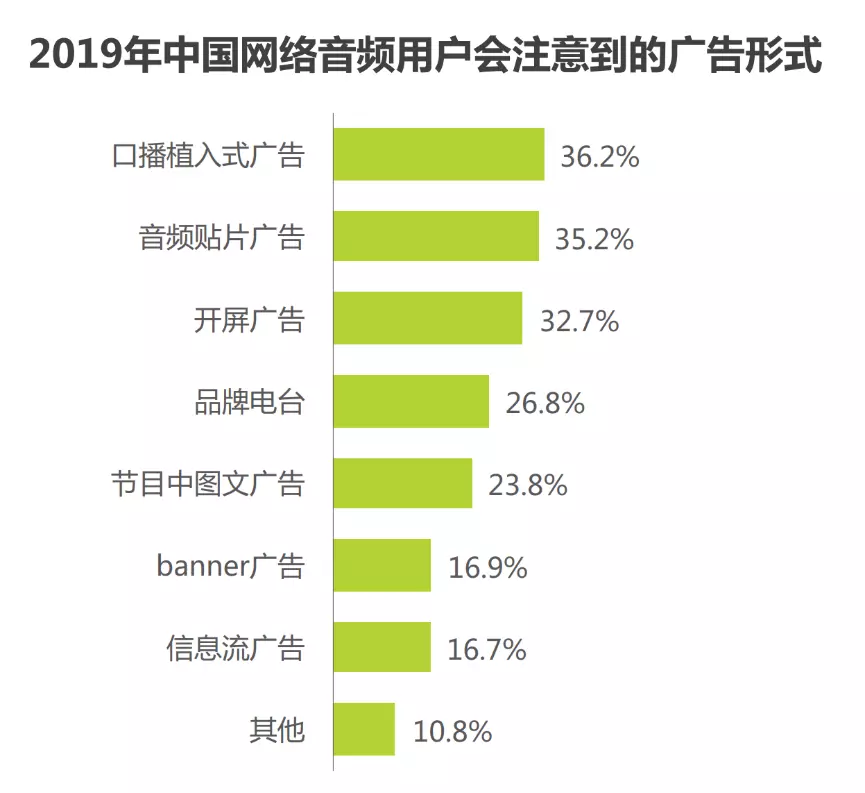 2019年中国网络音频用户会注意到的广告形式
口播植入式广告 36.2%
音频贴片广告 35.2%
开屏广告 32.7%
品牌电台 26.8%
节目中图文广告 23.8%
banner广告 16.9%
信息流广告 16.7%
其他 10.8%